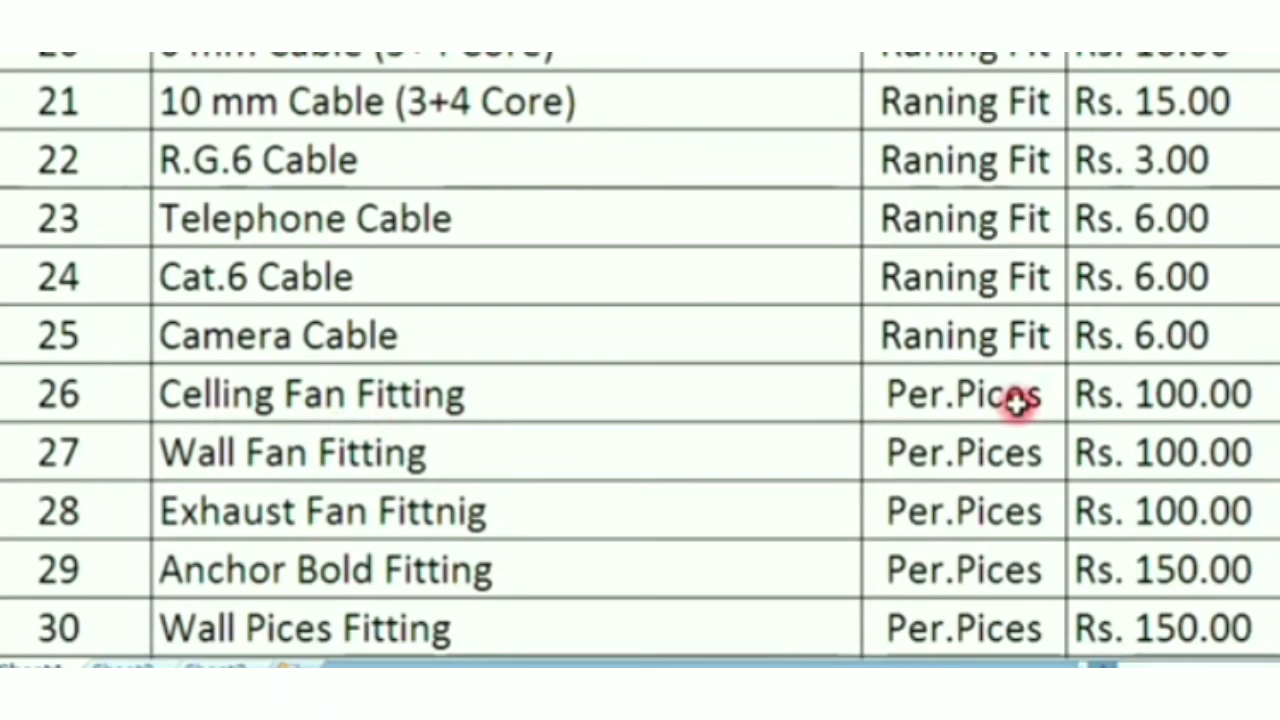 21 10 mm Cable (3+4 Core) Raning Fit Rs. 15.00
22 R.G.6 Cable Raning Fit Rs. 3.00
23 Telephone Cable Raning Fit Rs. 6.00
24 Cat.6 Cable Raning Fit Rs. 6.00
25 Camera Cable Raning Fit Rs. 6.00
26 Celling Fan Fitting Per.Pices Rs. 100.00
27 Wall Fan Fitting Per.Pices Rs. 100.00
28 Exhaust Fan Fittnig Per.Pices Rs. 100.00
29 Anchor Bold Fitting Per.Pices Rs. 150.00
30 Wall Pices Fitting Per.Pices Rs. 150.00